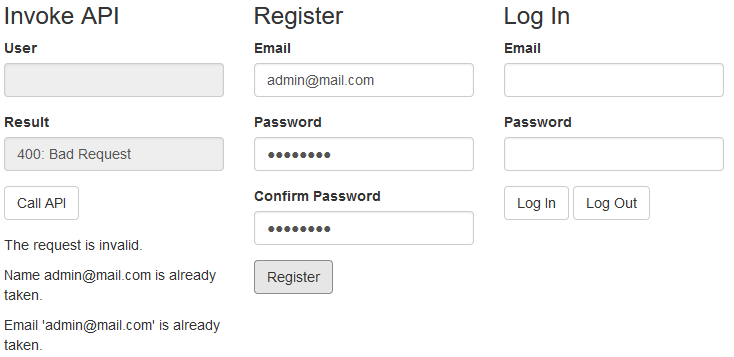 Invoke API
User
Result
400: Bad Request
Call API
The request is invalid.
Name admin@mail.com is already
taken.
Email 'admin@mail.com' is already
taken.
Register
Email
admin@mail.com
Password
●●●●●●●●
Confirm Password
●●●●●●●●
Register
Log In
Email
Password
Log In
Log Out